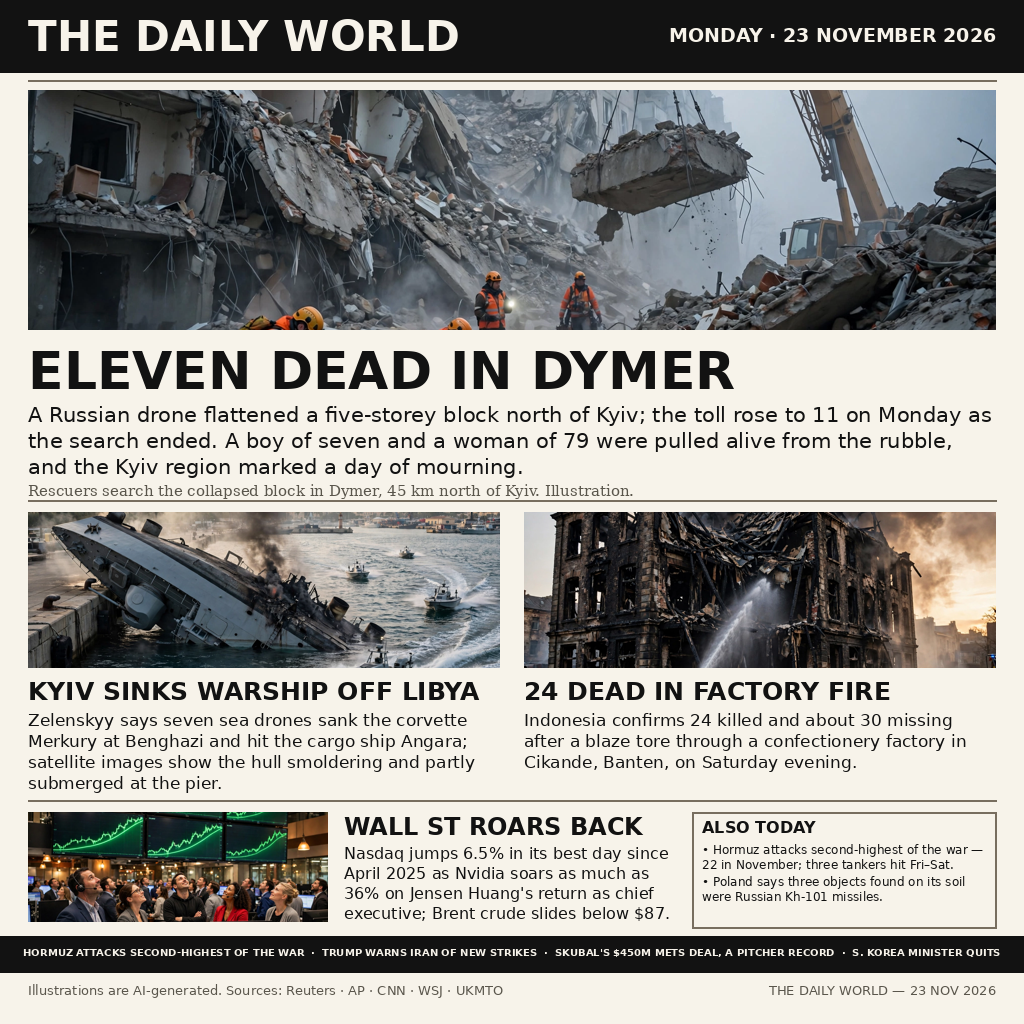 THE DAILY WORLD
MONDAY · 23 NOVEMBER 2026
ELEVEN DEAD IN DYMER
A Russian drone flattened a five-storey block north of Kyiv; the toll rose to 11 on Monday as
the search ended. A boy of seven and a woman of 79 were pulled alive from the rubble,
and the Kyiv region marked a day of mourning.
Rescuers search the collapsed block in Dymer, 45 km north of Kyiv. Illustration.
KYIV SINKS WARSHIP OFF LIBYA
Zelenskyy says seven sea drones sank the corvette
Merkury at Benghazi and hit the cargo ship Angara;
satellite images show the hull smoldering and partly
submerged at the pier.
24 DEAD IN FACTORY FIRE
Indonesia confirms 24 killed and about 30 missing
after a blaze tore through a confectionery factory in
Cikande, Banten, on Saturday evening.
WALL ST ROARS BACK
Nasdaq jumps 6.5% in its best day since
April 2025 as Nvidia soars as much as
36% on Jensen Huang's return as chief
executive; Brent crude slides below $87.
ALSO TODAY
• Hormuz attacks second-highest of the war —
22 in November; three tankers hit Fri–Sat.
• Poland says three objects found on its soil
were Russian Kh-101 missiles.
HORMUZ ATTACKS SECOND-HIGHEST OF THE WAR · TRUMP WARNS IRAN OF NEW STRIKES · SKUBAL'S $450M METS DEAL, A PITCHER RECORD · S. KOREA MINISTER QUITS
Illustrations are AI-generated. Sources: Reuters · AP · CNN · WSJ · UKMTO
THE DAILY WORLD — 23 NOV 2026